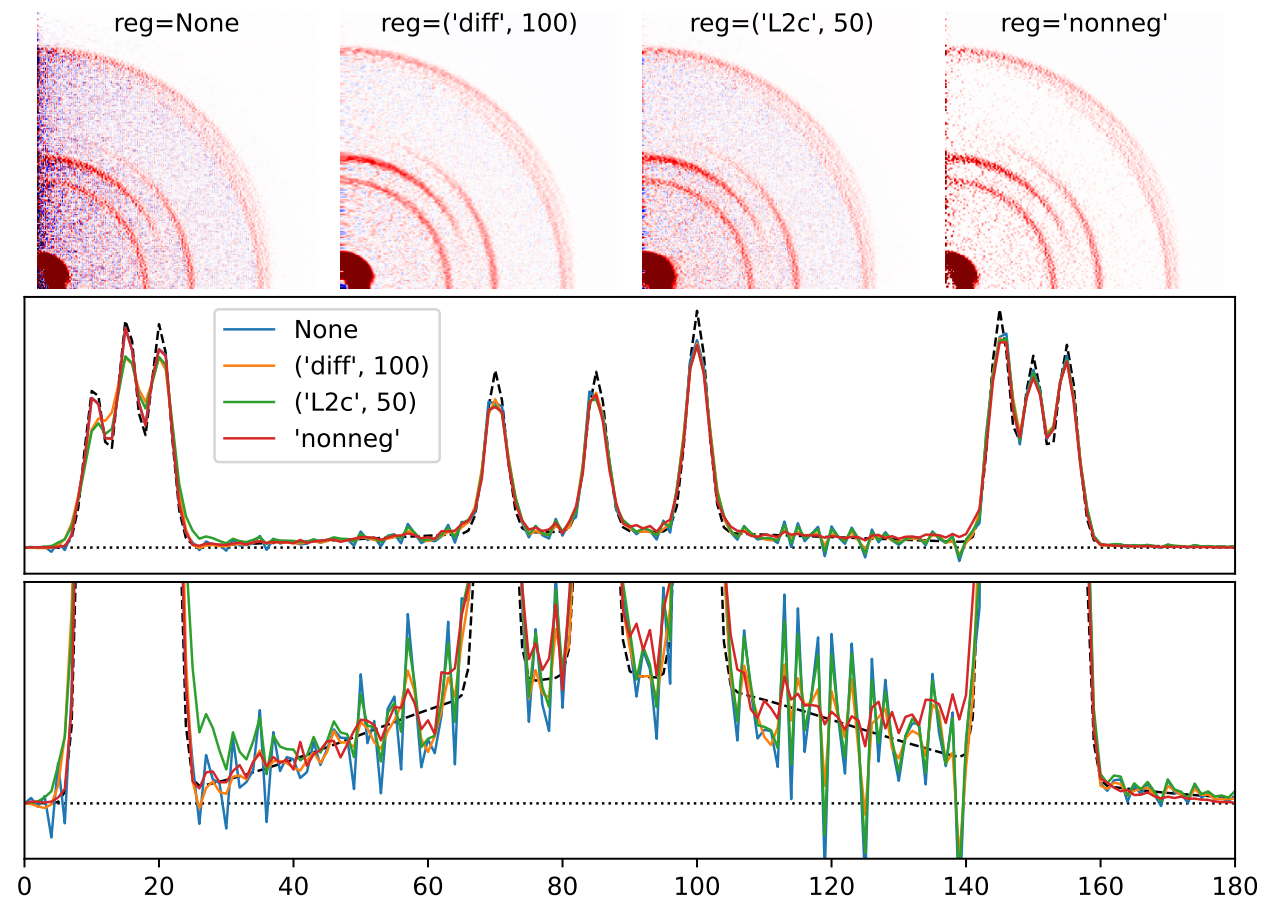 reg=None reg=('diff', 100) reg=('L2c', 50) reg='nonneg'
None
('diff', 100)
('L2c', 50)
'nonneg'
0 20 40 60 80 100 120 140 160 180